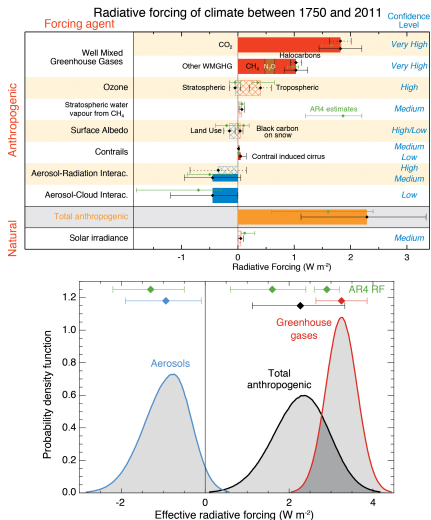 Radiative forcing of climate between 1750 and 2011
Forcing agent
Confidence
Level
Anthropogenic
Natural
CO₂
Very High
Well Mixed
Greenhouse Gases
Halocarbons
Other WMGHG
CH₄
N₂O
Very High
Ozone
Stratospheric
Tropospheric
High
Stratospheric water
vapour from CH₄
AR4 estimates
Medium
Surface Albedo
Land Use
Black carbon
on snow
High/Low
Contrails
Contrail induced cirrus
Medium
Low
Aerosol-Radiation Interac.
High
Medium
Aerosol-Cloud Interac.
Low
Total anthropogenic
Solar irradiance
Medium
-1
0
1
2
3
Radiative Forcing (W m⁻²)
1.2
1.0
0.8
0.6
0.4
0.2
0.0
Probability density function
AR4 RF
Greenhouse
gases
Aerosols
Total
anthropogenic
-2
0
2
4
Effective radiative forcing (W m⁻²)